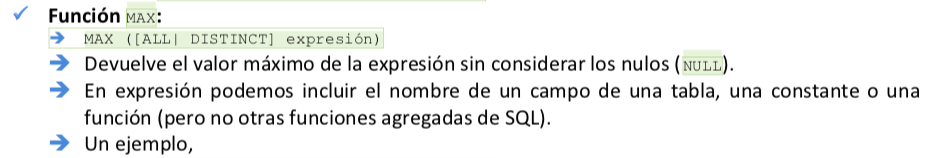 ✓ Función MAX:
➔ MAX ([ALL| DISTINCT] expresión)
➔ Devuelve el valor máximo de la expresión sin considerar los nulos (NULL).
➔ En expresión podemos incluir el nombre de un campo de una tabla, una constante o una
función (pero no otras funciones agregadas de SQL).
➔ Un ejemplo,